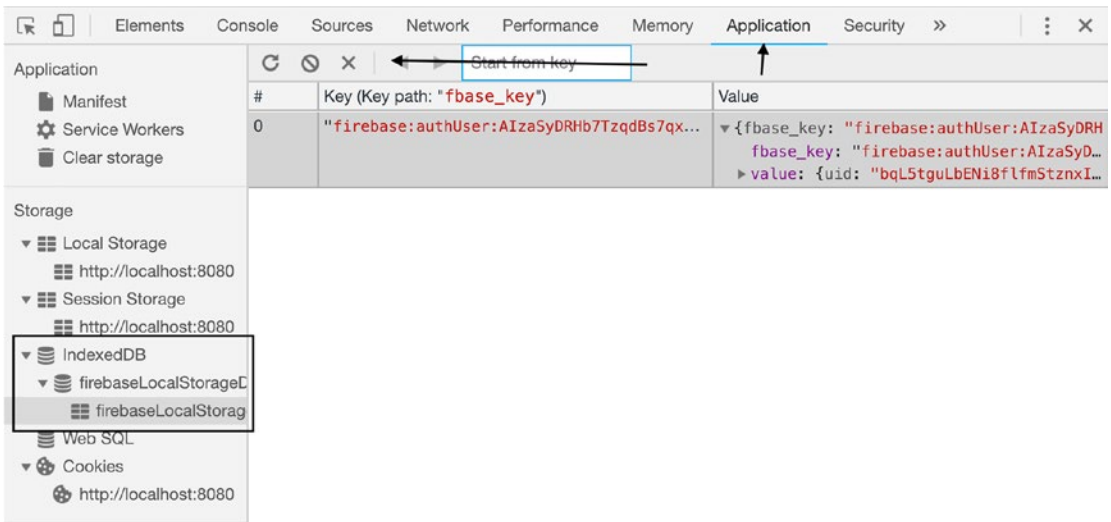 Elements Console Sources Network Performance Memory Application Security »
Application
Manifest
Service Workers
Clear storage
Storage
Local Storage
http://localhost:8080
Session Storage
http://localhost:8080
IndexedDB
firebaseLocalStorageD
firebaseLocalStorag
Web SQL
Cookies
http://localhost:8080
Start from key
# Key (Key path: "fbase_key") Value
0 "firebase:authUser:AIzaSyDRHb7TzqdBs7qx... {fbase_key: "firebase:authUser:AIzaSyDRH
fbase_key: "firebase:authUser:AIzaSyD...
value: {uid: "bqL5tguLbENi8flfmStznxI...